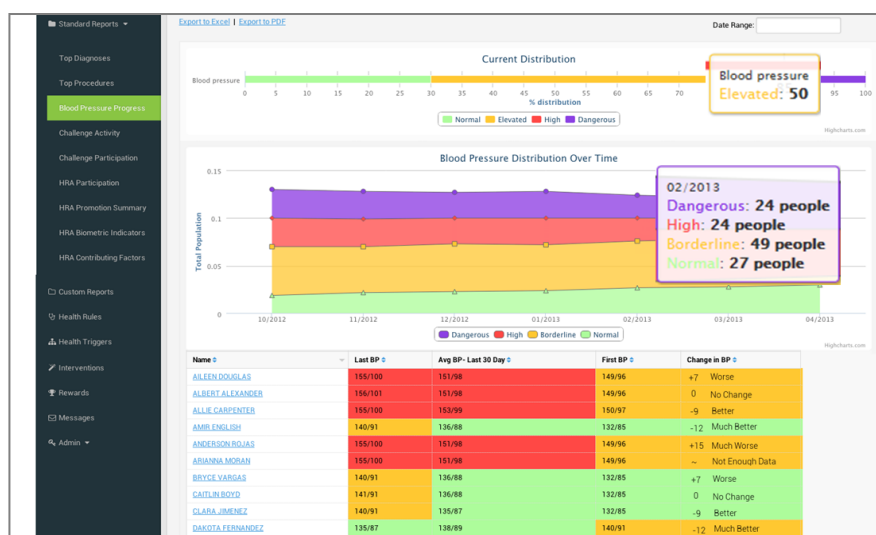 Standard Reports
Top Diagnoses
Top Procedures
Blood Pressure Progress
Challenge Activity
Challenge Participation
HRA Participation
HRA Promotion Summary
HRA Biometric Indicators
HRA Contributing Factors
Custom Reports
Health Rules
Health Triggers
Interventions
Rewards
Messages
Admin
Export to Excel | Export to PDF
Date Range:
Current Distribution
Blood pressure
0 5 10 15 20 25 30 35 40 45 50 55 60 65 70 95 100
% distribution
Normal Elevated High Dangerous
Highcharts.com
Blood pressure
Elevated: 50
Blood Pressure Distribution Over Time
Total Population
0.15
0.1
0.05
0
10/2012 11/2012 12/2012 01/2013 02/2013 03/2013 04/2013
Dangerous High Borderline Normal
Highcharts.com
02/2013
Dangerous: 24 people
High: 24 people
Borderline: 49 people
Normal: 27 people
Name Last BP Avg BP- Last 30 Day First BP Change in BP
AILEEN DOUGLAS 155/100 151/98 149/96 +7 Worse
ALBERT ALEXANDER 156/101 151/98 149/96 0 No Change
ALLIE CARPENTER 155/100 153/99 150/97 -9 Better
AMIR ENGLISH 140/91 136/88 132/85 -12 Much Better
ANDERSON ROJAS 155/100 151/98 149/96 +15 Much Worse
ARIANNA MORAN 155/100 151/98 149/96 ~ Not Enough Data
BRYCE VARGAS 140/91 136/88 132/85 +7 Worse
CAITLIN BOYD 141/91 136/88 132/85 0 No Change
CLARA JIMENEZ 140/91 135/87 132/85 -9 Better
DAKOTA FERNANDEZ 135/87 138/89 140/91 -12 Much Better